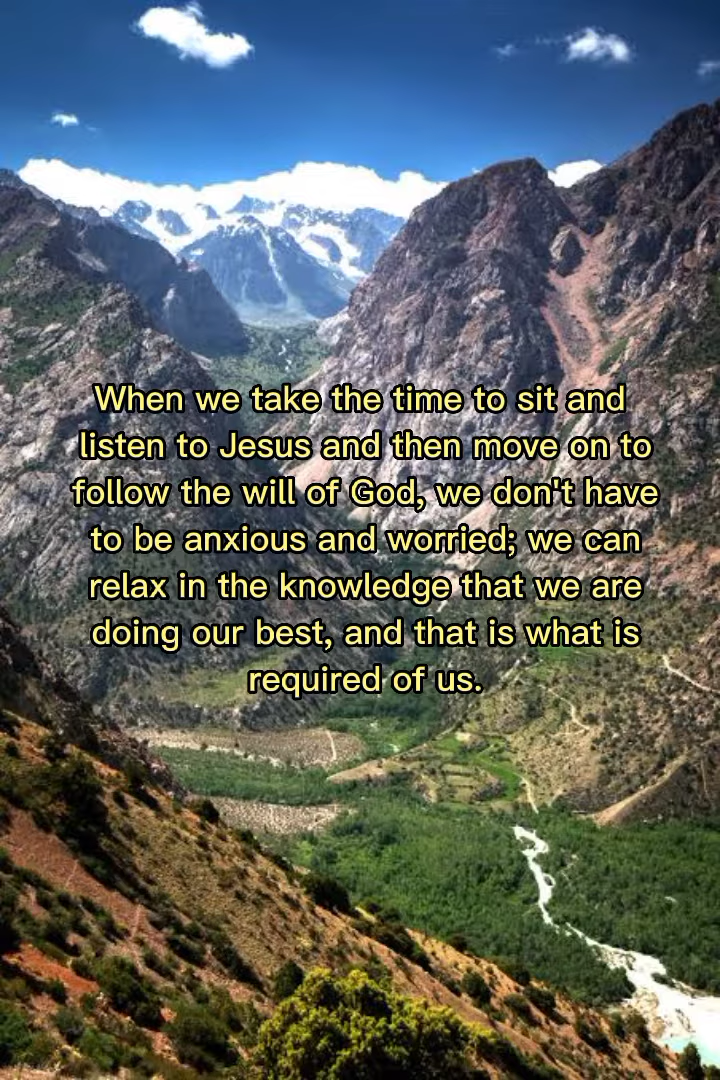 When we take the time to sit and
listen to Jesus and then move on to
follow the will of God, we don't have
to be anxious and worried; we can
relax in the knowledge that we are
doing our best, and that is what is
required of us.